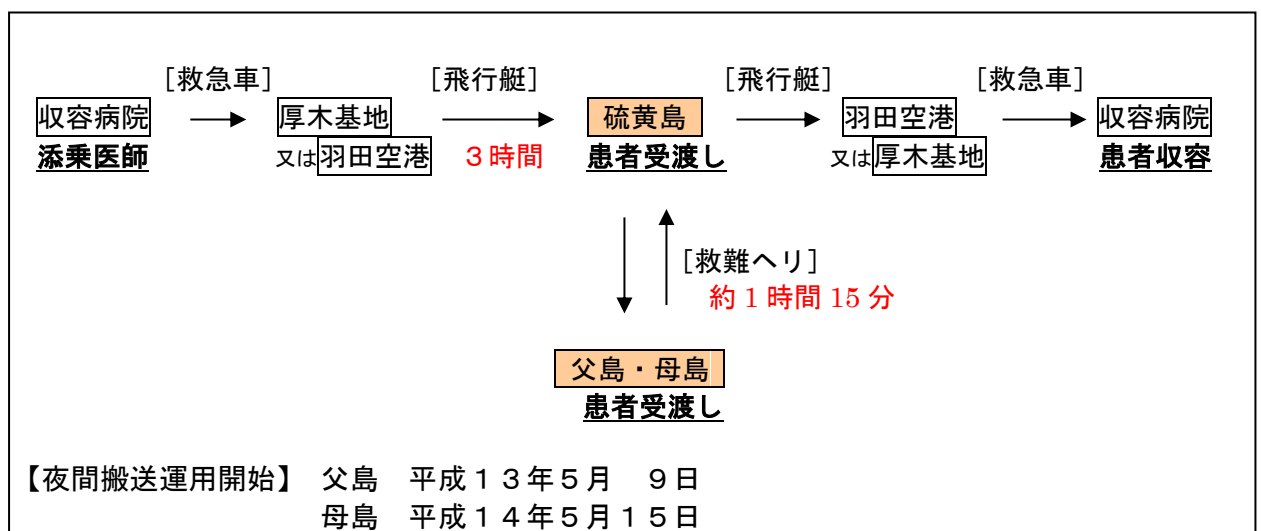 [救急車] [飛行艇] [飛行艇] [救急車]
収容病院 厚木基地 硫黄島 羽田空港 収容病院
添乗医師 又は羽田空港 3時間 患者受渡し 又は厚木基地 患者収容
[救難ヘリ]
約1時間15分
父島・母島
患者受渡し
【夜間搬送運用開始】 父島 平成13年5月 9日
母島 平成14年5月15日